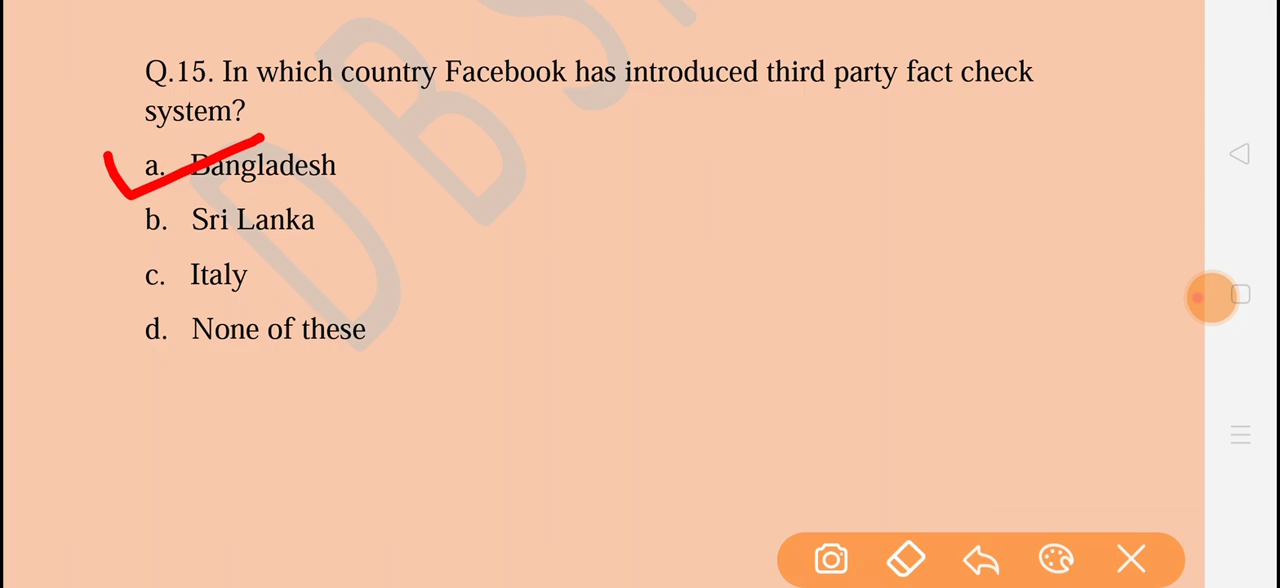 Q.15. In which country Facebook has introduced third party fact check
system?
a. Bangladesh
b. Sri Lanka
c. Italy
d. None of these
DBS